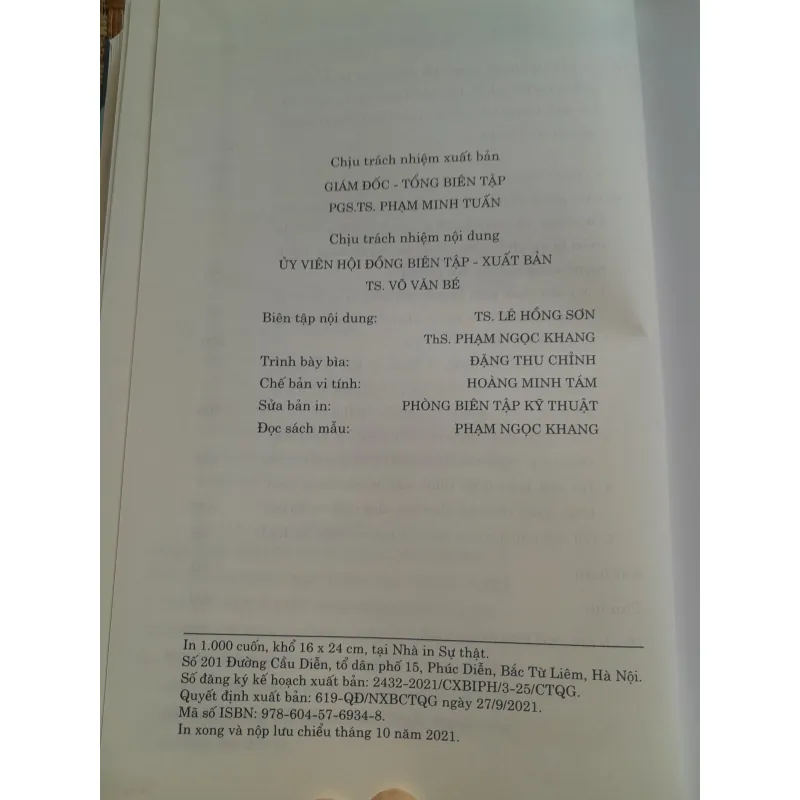 Chịu trách nhiệm xuất bản
GIÁM ĐỐC - TỔNG BIÊN TẬP
PGS.TS. PHẠM MINH TUẤN
Chịu trách nhiệm nội dung
ỦY VIÊN HỘI ĐỒNG BIÊN TẬP - XUẤT BẢN
TS. VÕ VĂN BÉ
Biên tập nội dung: TS. LÊ HỒNG SƠN
ThS. PHẠM NGỌC KHANG
Trình bày bìa: ĐẶNG THU CHỈNH
Chế bản vi tính: HOÀNG MINH TÁM
Sửa bản in: PHÒNG BIÊN TẬP KỸ THUẬT
Đọc sách mẫu: PHẠM NGỌC KHANG
In 1.000 cuốn, khổ 16 x 24 cm, tại Nhà in Sự thật.
Số 201 Đường Cầu Diễn, tổ dân phố 15, Phúc Diễn, Bắc Từ Liêm, Hà Nội.
Số đăng ký kế hoạch xuất bản: 2432-2021/CXBIPH/3-25/CTQG.
Quyết định xuất bản: 619-QĐ/NXBCTQG ngày 27/9/2021.
Mã số ISBN: 978-604-57-6934-8.
In xong và nộp lưu chiểu tháng 10 năm 2021.